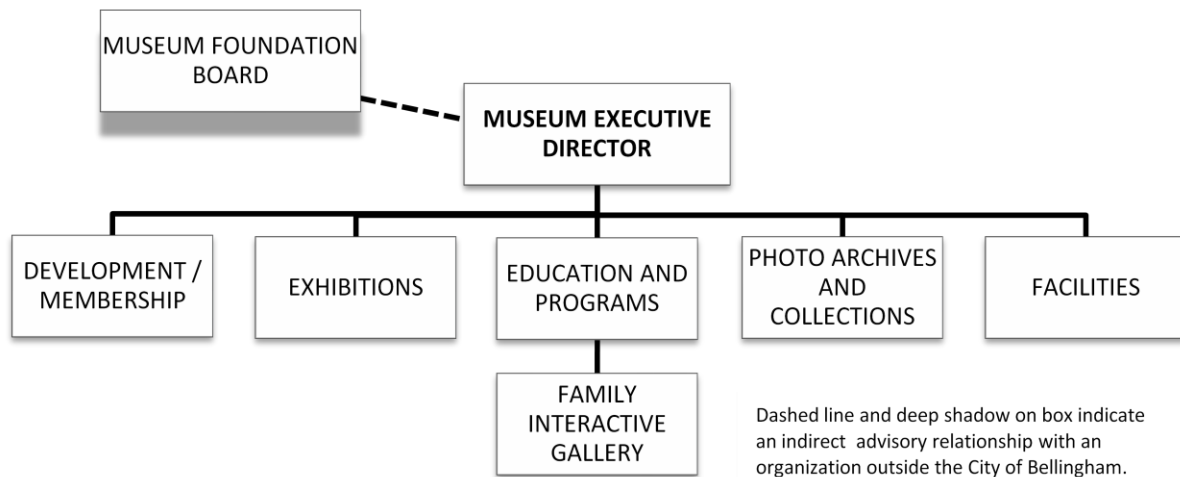 MUSEUM FOUNDATION
BOARD
MUSEUM EXECUTIVE
DIRECTOR
DEVELOPMENT /
MEMBERSHIP
EXHIBITIONS
EDUCATION AND
PROGRAMS
PHOTO ARCHIVES
AND
COLLECTIONS
FACILITIES
FAMILY
INTERACTIVE
GALLERY
Dashed line and deep shadow on box indicate
an indirect advisory relationship with an
organization outside the City of Bellingham.